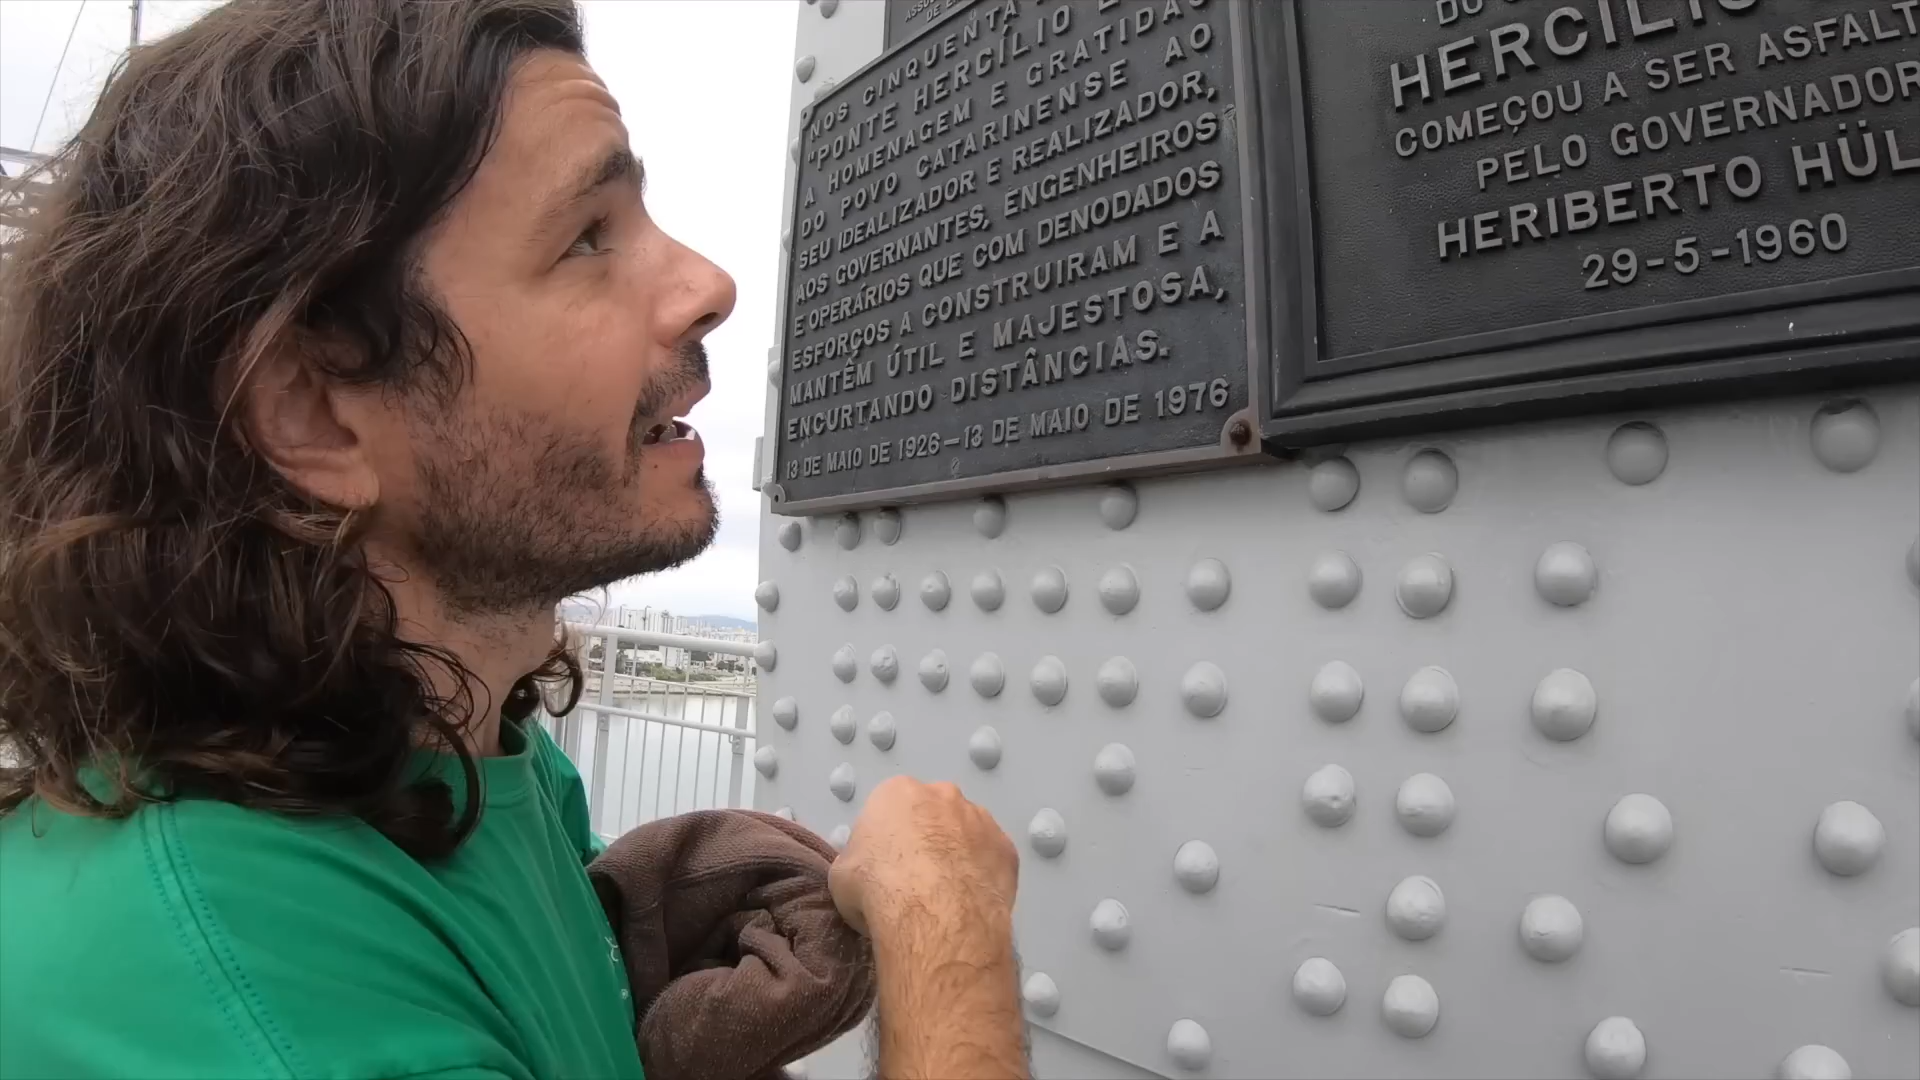 DE E
NOS CINQUENTA
"PONTE HERCÍLIO
A HOMENAGEM E GRATIDÃO
DO POVO CATARINENSE AO
SEU IDEALIZADOR E REALIZADOR,
AOS GOVERNANTES, ENGENHEIROS
E OPERÁRIOS QUE COM DENODADOS
ESFORÇOS A CONSTRUIRAM E A
MANTÊM ÚTIL E MAJESTOSA,
ENCURTANDO DISTÂNCIAS.
13 DE MAIO DE 1926 – 13 DE MAIO DE 1976
HERCÍLIO
COMEÇOU A SER ASFALT
PELO GOVERNADOR
HERIBERTO HÜL
29-5-1960